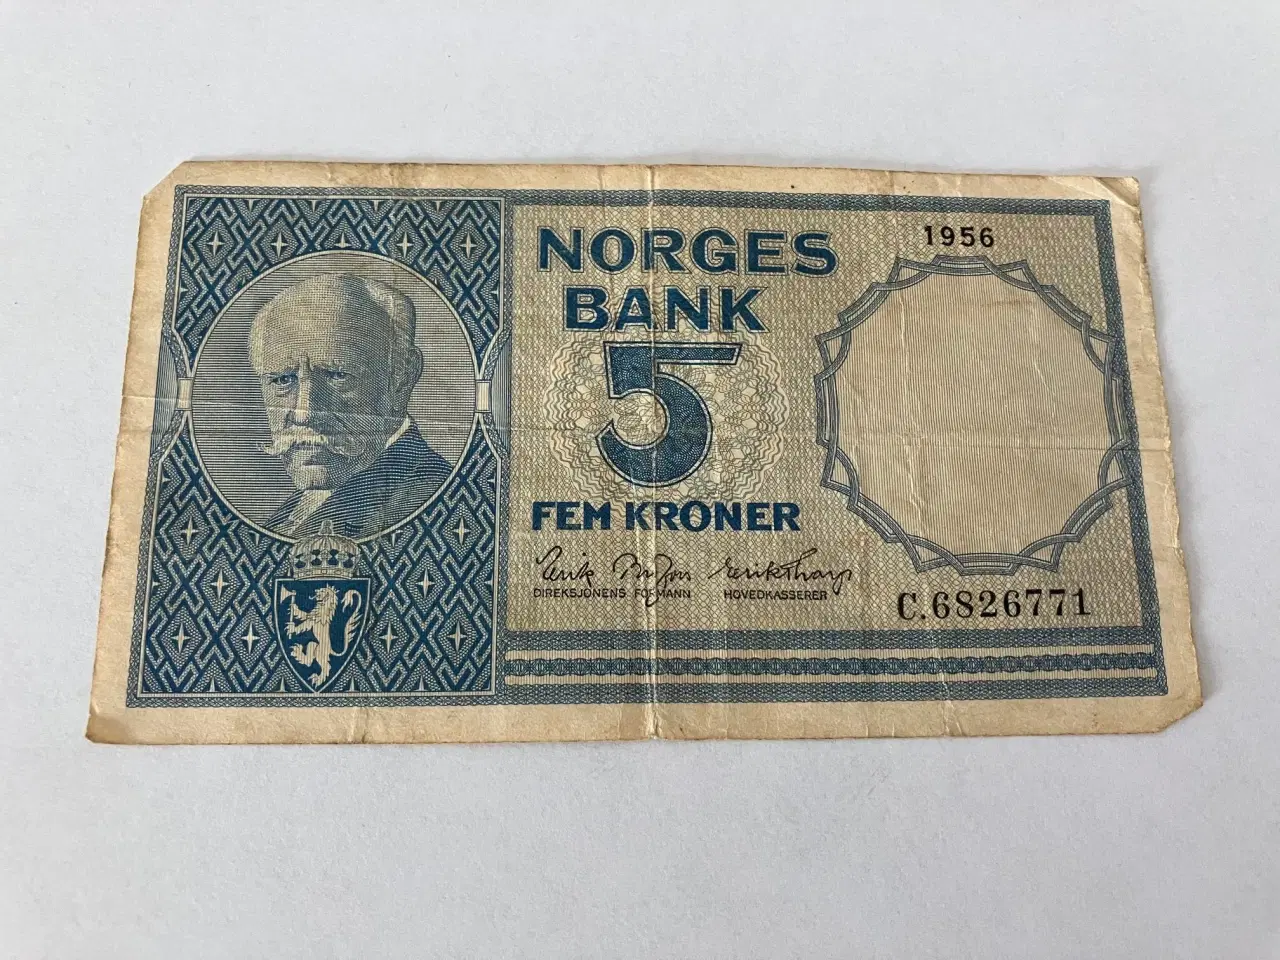 1956
NORGES
BANK
5
FEM KRONER
DIREKSJONENS FORMANN
HOVEDKASSERER
C.6826771